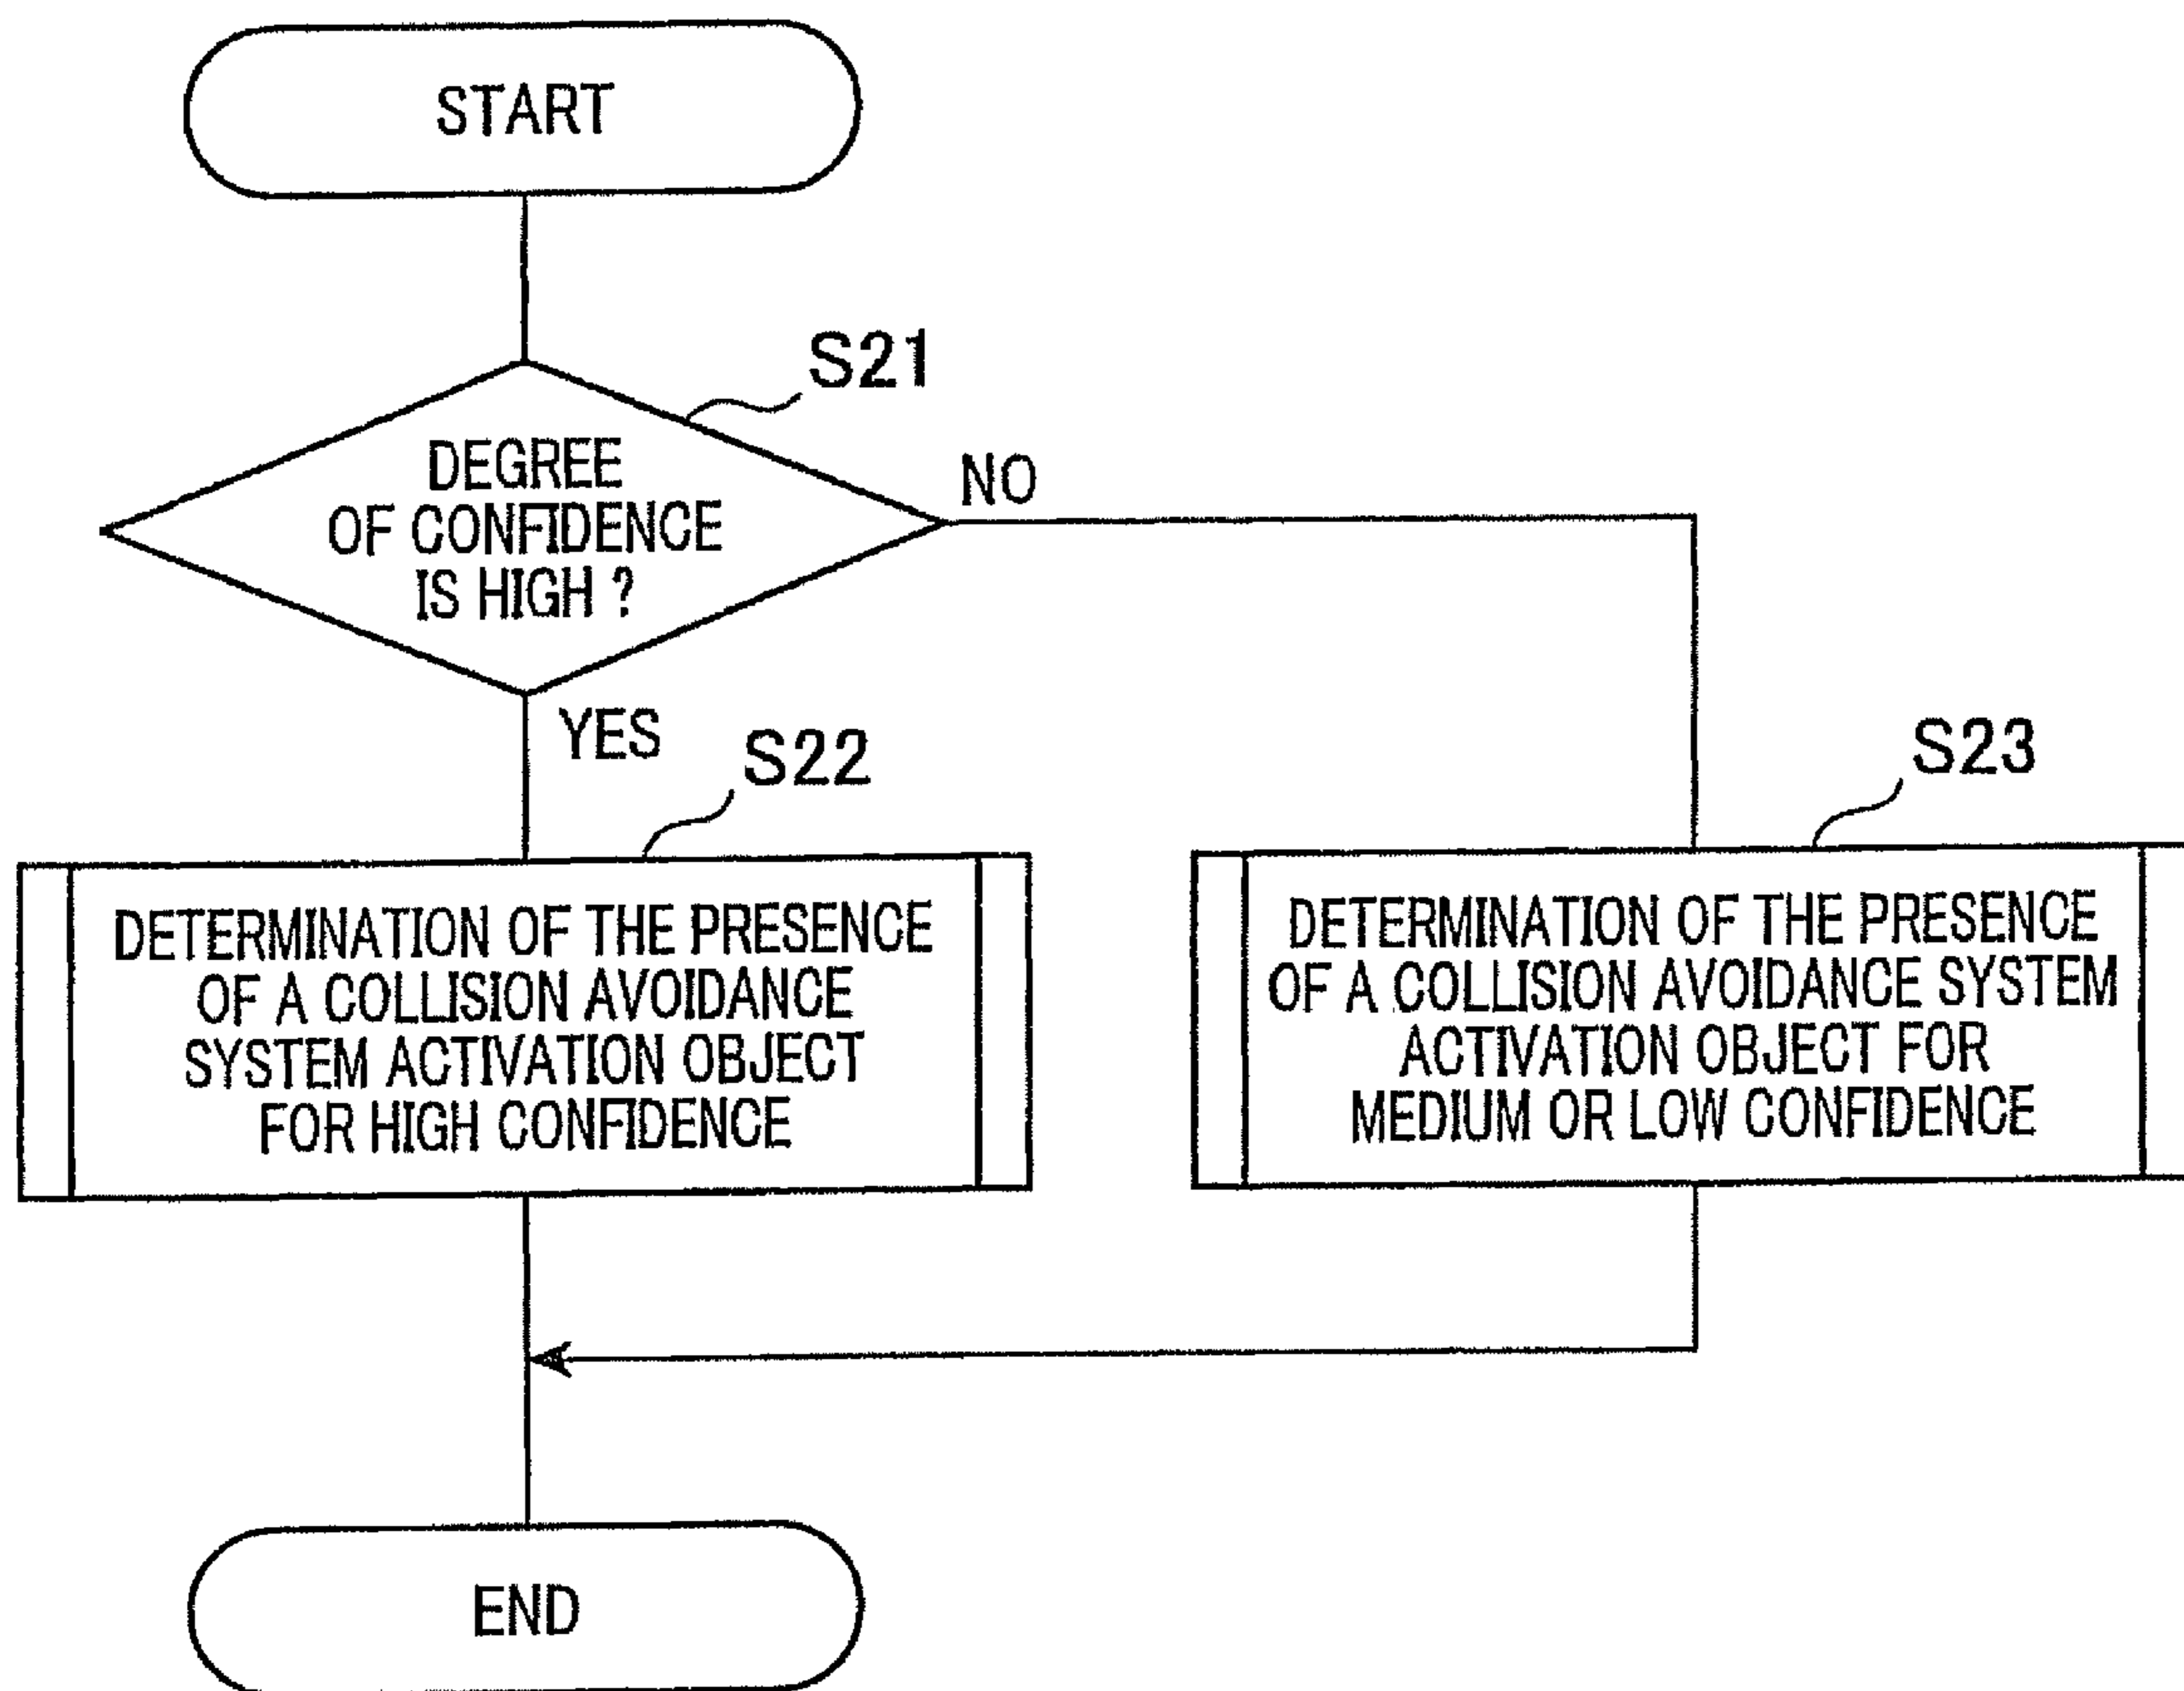 START
S21
DEGREE
OF CONFIDENCE
IS HIGH ?
NO
YES
S22
DETERMINATION OF THE PRESENCE
OF A COLLISION AVOIDANCE
SYSTEM ACTIVATION OBJECT
FOR HIGH CONFIDENCE
S23
DETERMINATION OF THE PRESENCE
OF A COLLISION AVOIDANCE SYSTEM
ACTIVATION OBJECT FOR
MEDIUM OR LOW CONFIDENCE
END